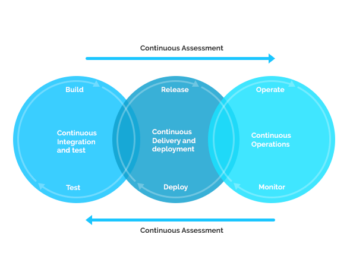 Continuous Assessment
Build
Release
Operate
Continuous
integration
and test
Continuous
Delivery and
deployment
Continuous
Operations
Test
Deploy
Monitor
Continuous Assessment